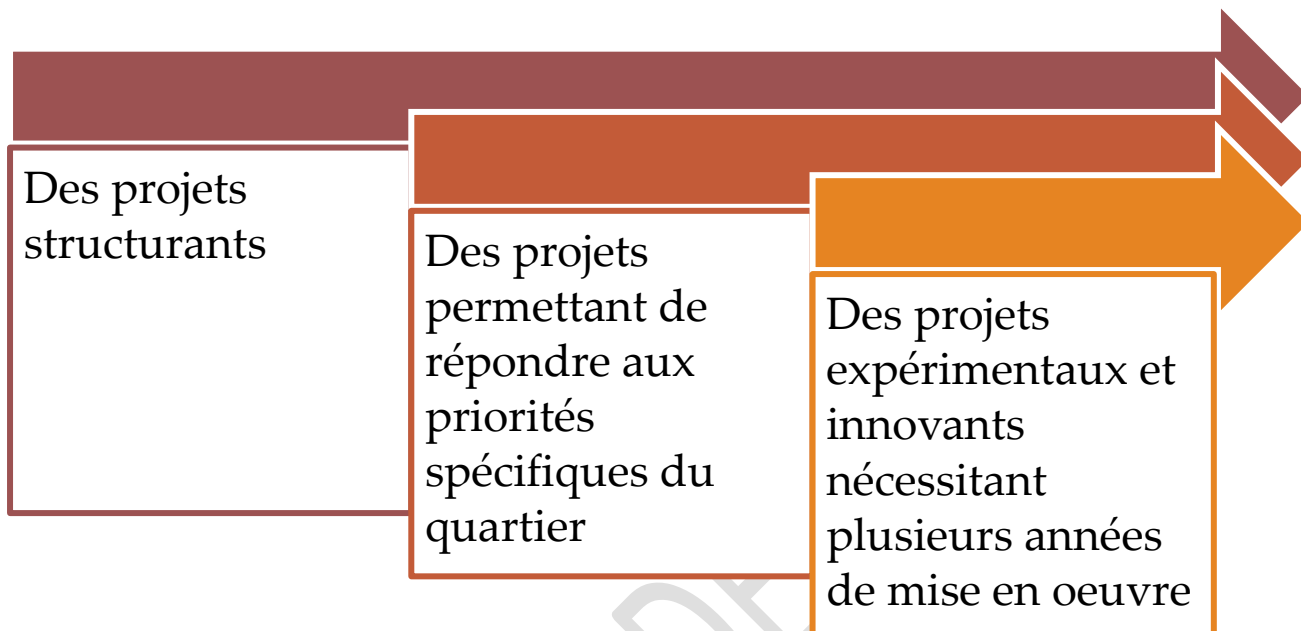 Des projets
structurants
Des projets
permettant de
répondre aux
priorités
spécifiques du
quartier
Des projets
expérimentaux et
innovants
nécessitant
plusieurs années
de mise en oeuvre